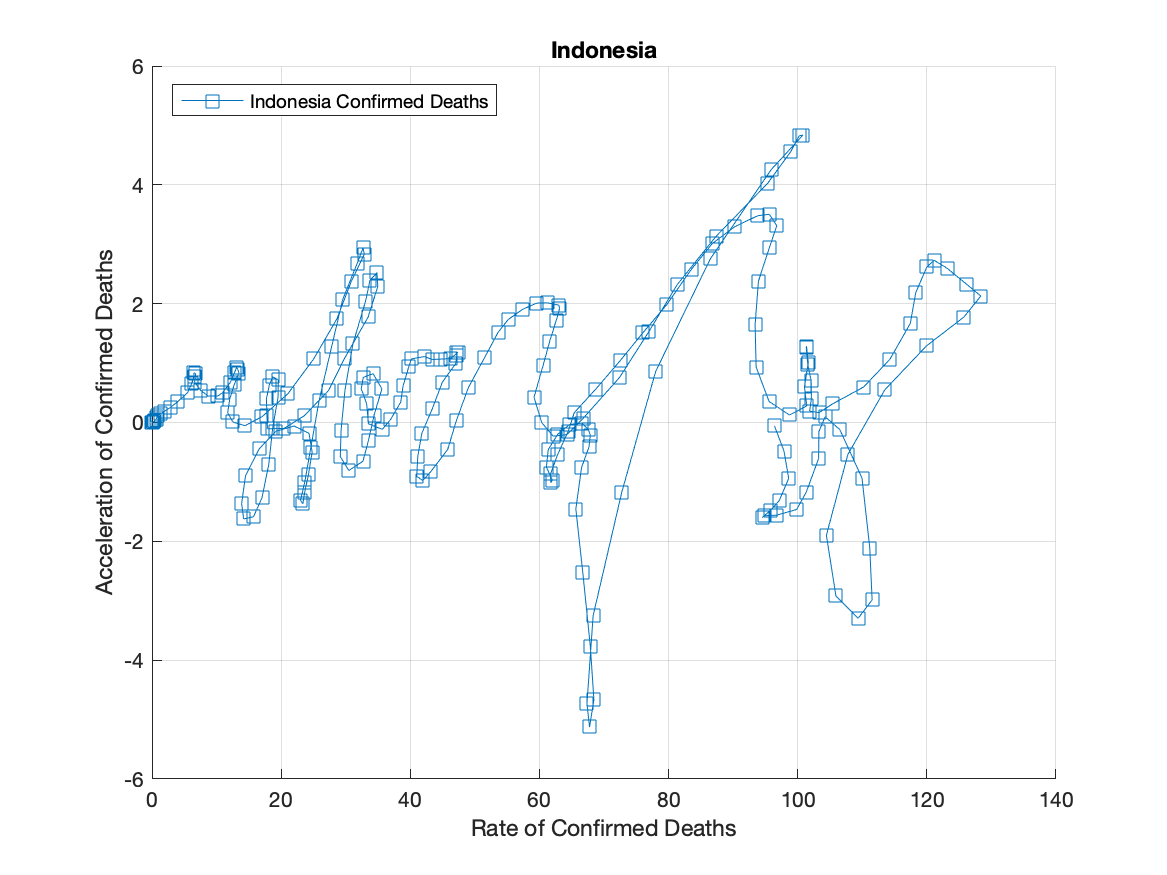 Indonesia
Indonesia Confirmed Deaths
Acceleration of Confirmed Deaths
6
4
2
0
-2
-4
-6
0 20 40 60 80 100 120 140
Rate of Confirmed Deaths